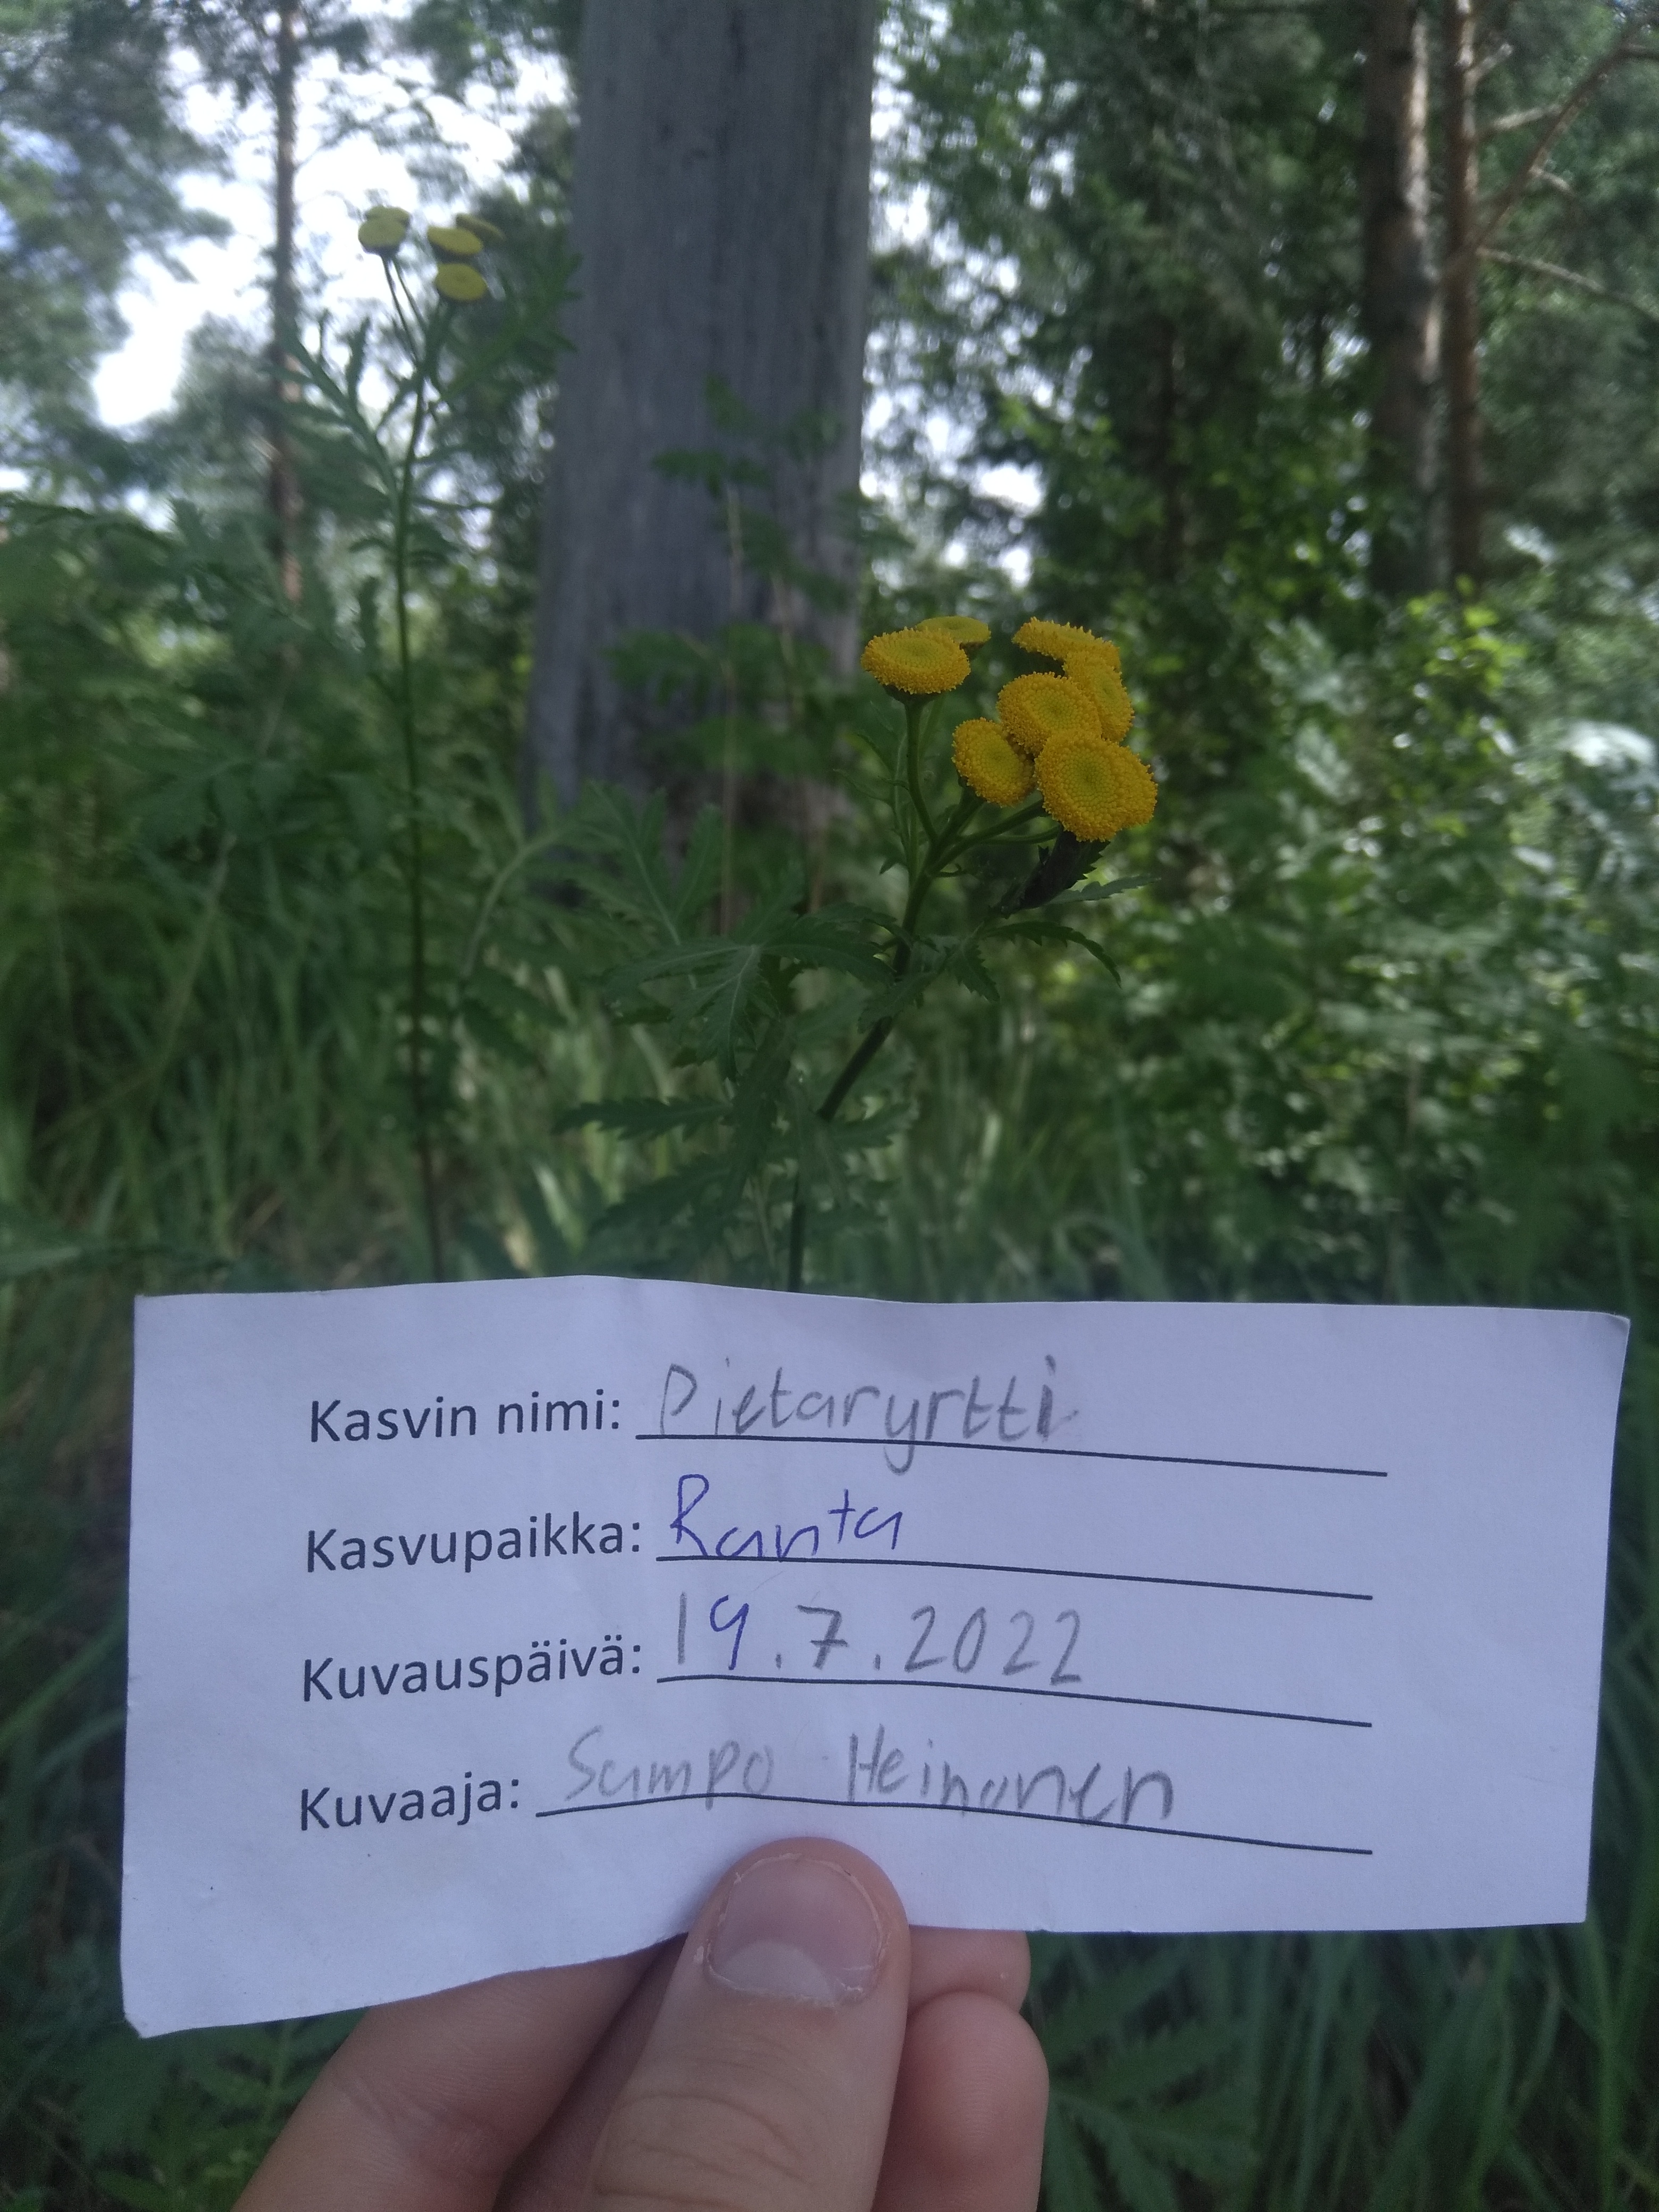 Kasvin nimi: Pietaryrtti
Kasvupaikka: Ranta
Kuvauspäivä: 19.7.2022
Kuvaaja: Sampo Heinonen